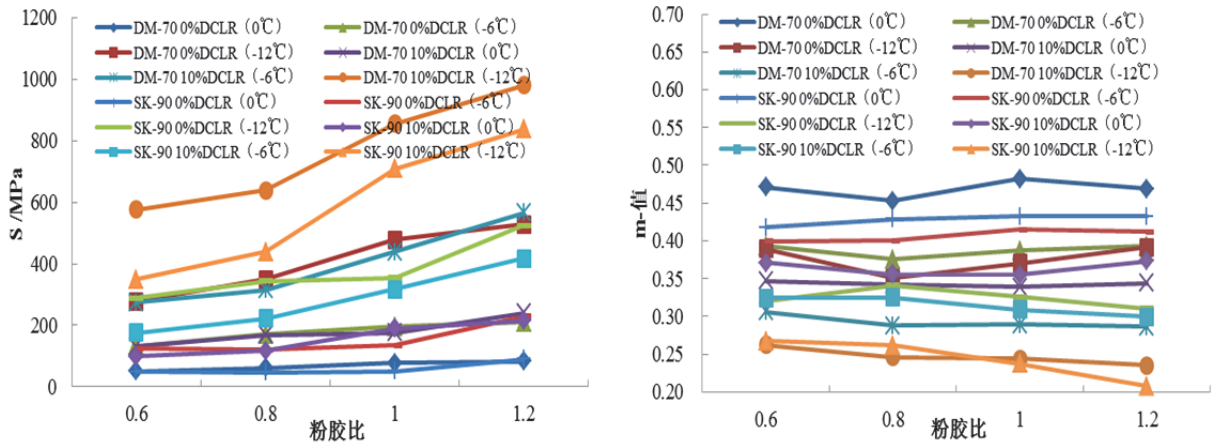 1200
1000
800
600
400
200
0
S /MPa
DM-70 0%DCLR（0℃） DM-70 0%DCLR（-6℃）
DM-70 0%DCLR（-12℃） DM-70 10%DCLR（0℃）
DM-70 10%DCLR（-6℃） DM-70 10%DCLR（-12℃）
SK-90 0%DCLR（0℃） SK-90 0%DCLR（-6℃）
SK-90 0%DCLR（-12℃） SK-90 10%DCLR（0℃）
SK-90 10%DCLR（-6℃） SK-90 10%DCLR（-12℃）
0.6 0.8 1 1.2
粉胶比
0.70
0.65
0.60
0.55
0.50
0.45
0.40
0.35
0.30
0.25
0.20
m-值
DM-70 0%DCLR（0℃） DM-70 0%DCLR（-6℃）
DM-70 0%DCLR（-12℃） DM-70 10%DCLR（0℃）
DM-70 10%DCLR（-6℃） DM-70 10%DCLR（-12℃）
SK-90 0%DCLR（0℃） SK-90 0%DCLR（-6℃）
SK-90 0%DCLR（-12℃） SK-90 10%DCLR（0℃）
SK-90 10%DCLR（-6℃） SK-90 10%DCLR（-12℃）
0.6 0.8 1 1.2
粉胶比